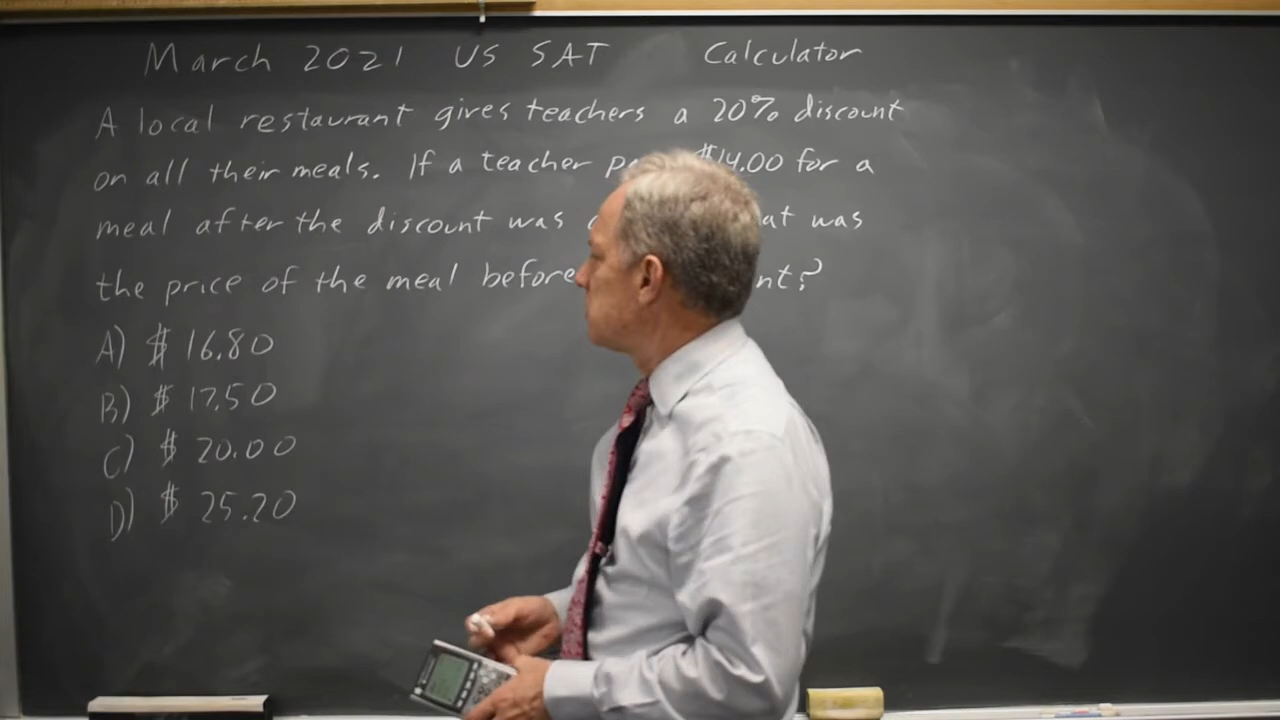 March 2021 US SAT Calculator
A local restaurant gives teachers a 20% discount
on all their meals. If a teacher $14.00 for a
meal after the discount was was
the price of the meal before
A) $ 16.80
B) $ 17.50
C) $ 20.00
D) $ 25.20